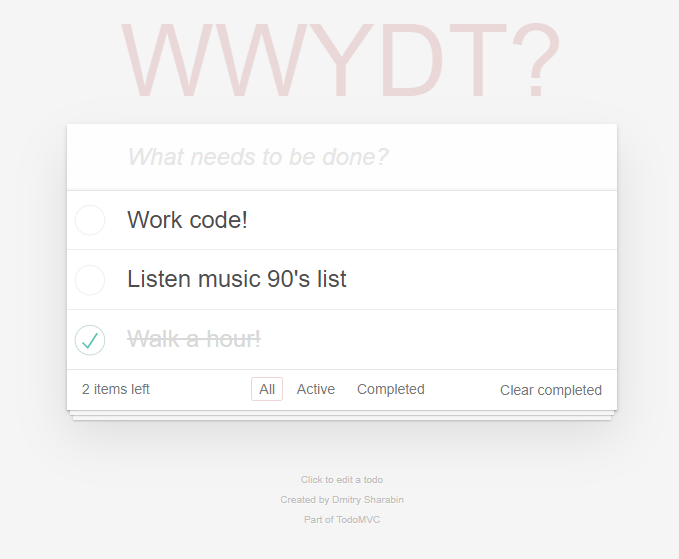 WWYDT?
What needs to be done?
Work code!
Listen music 90's list
Walk a hour!
2 items left All Active Completed Clear completed
Click to edit a todo
Created by Dmitry Sharabin
Part of TodoMVC